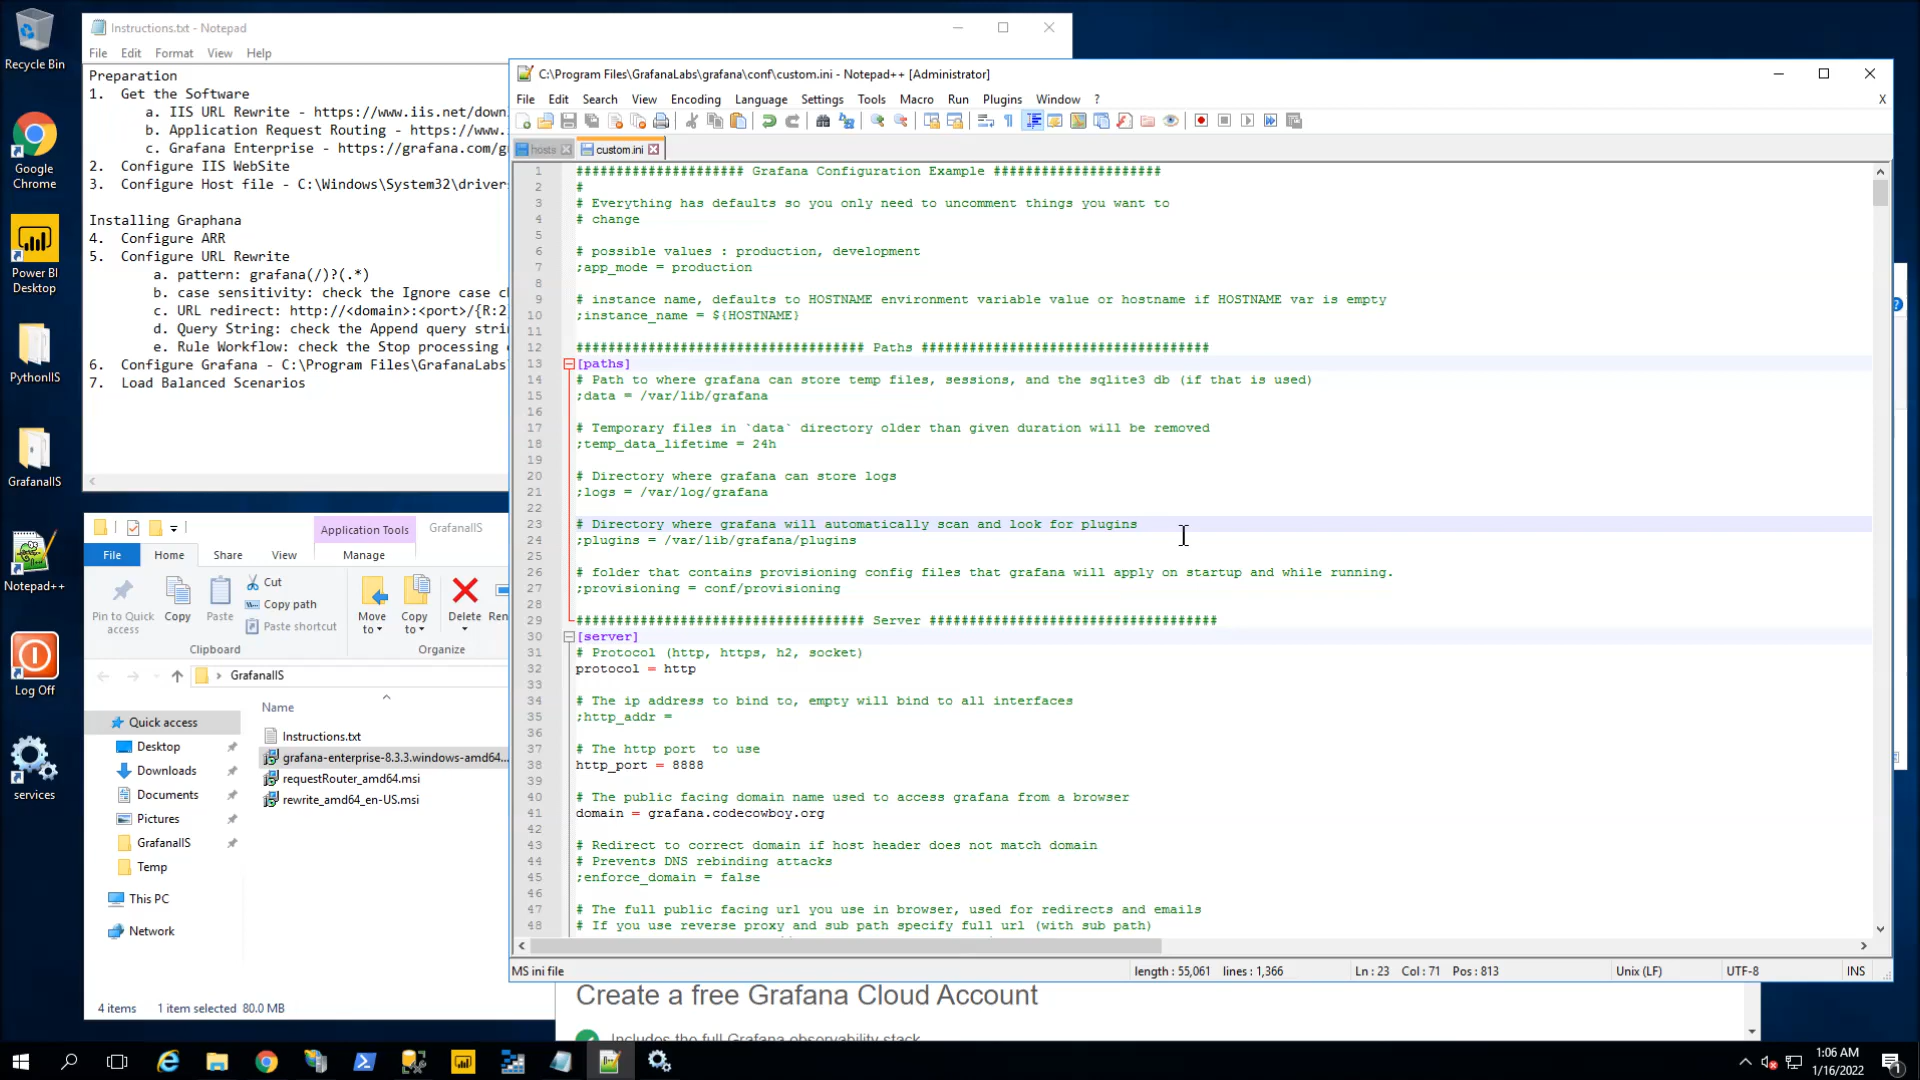 Recycle Bin
Google
Chrome
Power BI
Desktop
PythonIIS
GrafanaIIS
Notepad++
Log Off
services
Instructions.txt - Notepad
File Edit Format View Help
Preparation
1. Get the Software
a. IIS URL Rewrite - https://www.iis.net/down
b. Application Request Routing - https://www.
c. Grafana Enterprise - https://grafana.com/g
2. Configure IIS WebSite
3. Configure Host file - C:\Windows\System32\driver
Installing Graphana
4. Configure ARR
5. Configure URL Rewrite
a. pattern: grafana(/)?(.*)
b. case sensitivity: check the Ignore case c
c. URL redirect: http://<domain>:<port>/{R:2
d. Query String: check the Append query strin
e. Rule Workflow: check the Stop processing
6. Configure Grafana - C:\Program Files\GrafanaLabs
7. Load Balanced Scenarios
Application Tools
GrafanaIIS
File Home Share View Manage
Pin to Quick
access
Copy
Paste
Cut
Copy path
Paste shortcut
Clipboard
Move
to
Copy
to
Delete
Ren
Organize
GrafanaIIS
Quick access
Desktop
Downloads
Documents
Pictures
GrafanaIIS
Temp
This PC
Network
Name
Instructions.txt
grafana-enterprise-8.3.3.windows-amd64...
requestRouter_amd64.msi
rewrite_amd64_en-US.msi
4 items 1 item selected 80.0 MB
C:\Program Files\GrafanaLabs\grafana\conf\custom.ini - Notepad++ [Administrator]
File Edit Search View Encoding Language Settings Tools Macro Run Plugins Window ? X
hosts custom.ini
1 ##################### Grafana Configuration Example #####################
2 #
3 # Everything has defaults so you only need to uncomment things you want to
4 # change
5
6 # possible values : production, development
7 ;app_mode = production
8
9 # instance name, defaults to HOSTNAME environment variable value or hostname if HOSTNAME var is empty
10 ;instance_name = ${HOSTNAME}
11
12 #################################### Paths ####################################
13 [paths]
14 # Path to where grafana can store temp files, sessions, and the sqlite3 db (if that is used)
15 ;data = /var/lib/grafana
16
17 # Temporary files in `data` directory older than given duration will be removed
18 ;temp_data_lifetime = 24h
19
20 # Directory where grafana can store logs
21 ;logs = /var/log/grafana
22
23 # Directory where grafana will automatically scan and look for plugins
24 ;plugins = /var/lib/grafana/plugins
25
26 # folder that contains provisioning config files that grafana will apply on startup and while running.
27 ;provisioning = conf/provisioning
28
29 #################################### Server ####################################
30 [server]
31 # Protocol (http, https, h2, socket)
32 protocol = http
33
34 # The ip address to bind to, empty will bind to all interfaces
35 ;http_addr =
36
37 # The http port  to use
38 http_port = 8888
39
40 # The public facing domain name used to access grafana from a browser
41 domain = grafana.codecowboy.org
42
43 # Redirect to correct domain if host header does not match domain
44 # Prevents DNS rebinding attacks
45 ;enforce_domain = false
46
47 # The full public facing url you use in browser, used for redirects and emails
48 # If you use reverse proxy and sub path specify full url (with sub path)
MS ini file length : 55,061 lines : 1,366 Ln : 23 Col : 71 Pos : 813 Unix (LF) UTF-8 INS
Create a free Grafana Cloud Account
Includes the full Grafana observability stack
1:06 AM
1/16/2022
1